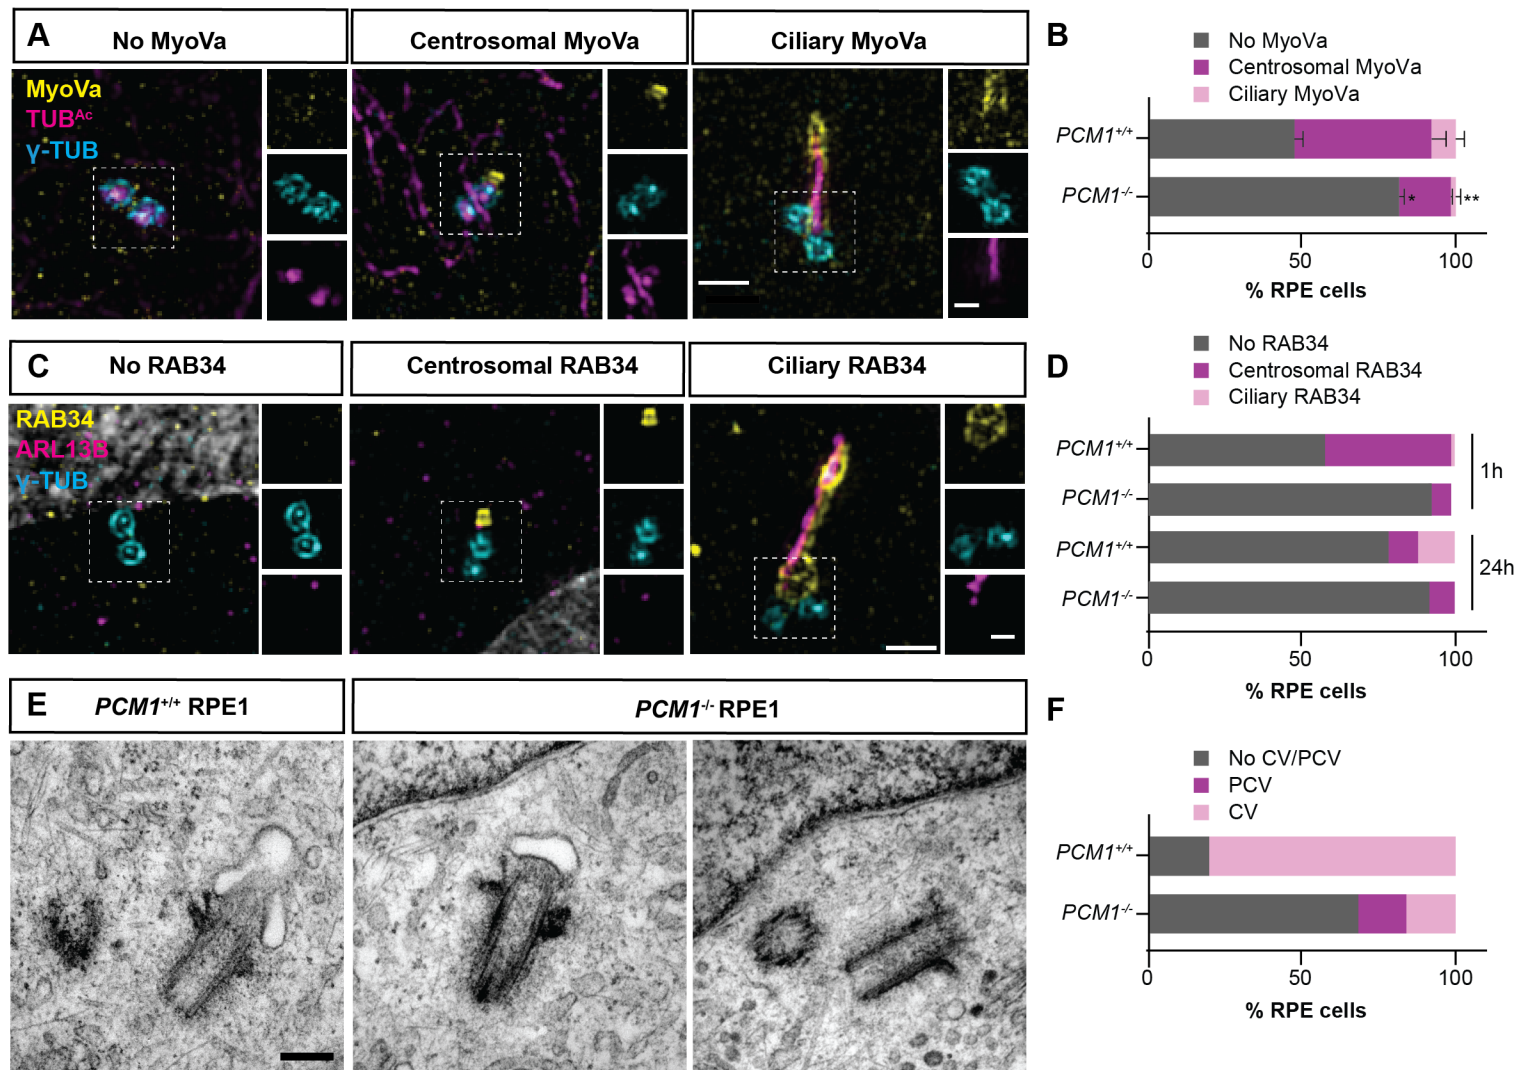 A
No MyoVa
Centrosomal MyoVa
Ciliary MyoVa
MyoVa
TUBᴬᶜ
γ-TUB
B
No MyoVa
Centrosomal MyoVa
Ciliary MyoVa
PCM1⁺/⁺
PCM1⁻/⁻
*
**
0 50 100
% RPE cells
C
No RAB34
Centrosomal RAB34
Ciliary RAB34
RAB34
ARL13B
γ-TUB
D
No RAB34
Centrosomal RAB34
Ciliary RAB34
PCM1⁺/⁺
PCM1⁻/⁻
1h
PCM1⁺/⁺
PCM1⁻/⁻
24h
0 50 100
% RPE cells
E
PCM1⁺/⁺ RPE1
PCM1⁻/⁻ RPE1
F
No CV/PCV
PCV
CV
PCM1⁺/⁺
PCM1⁻/⁻
0 50 100
% RPE cells